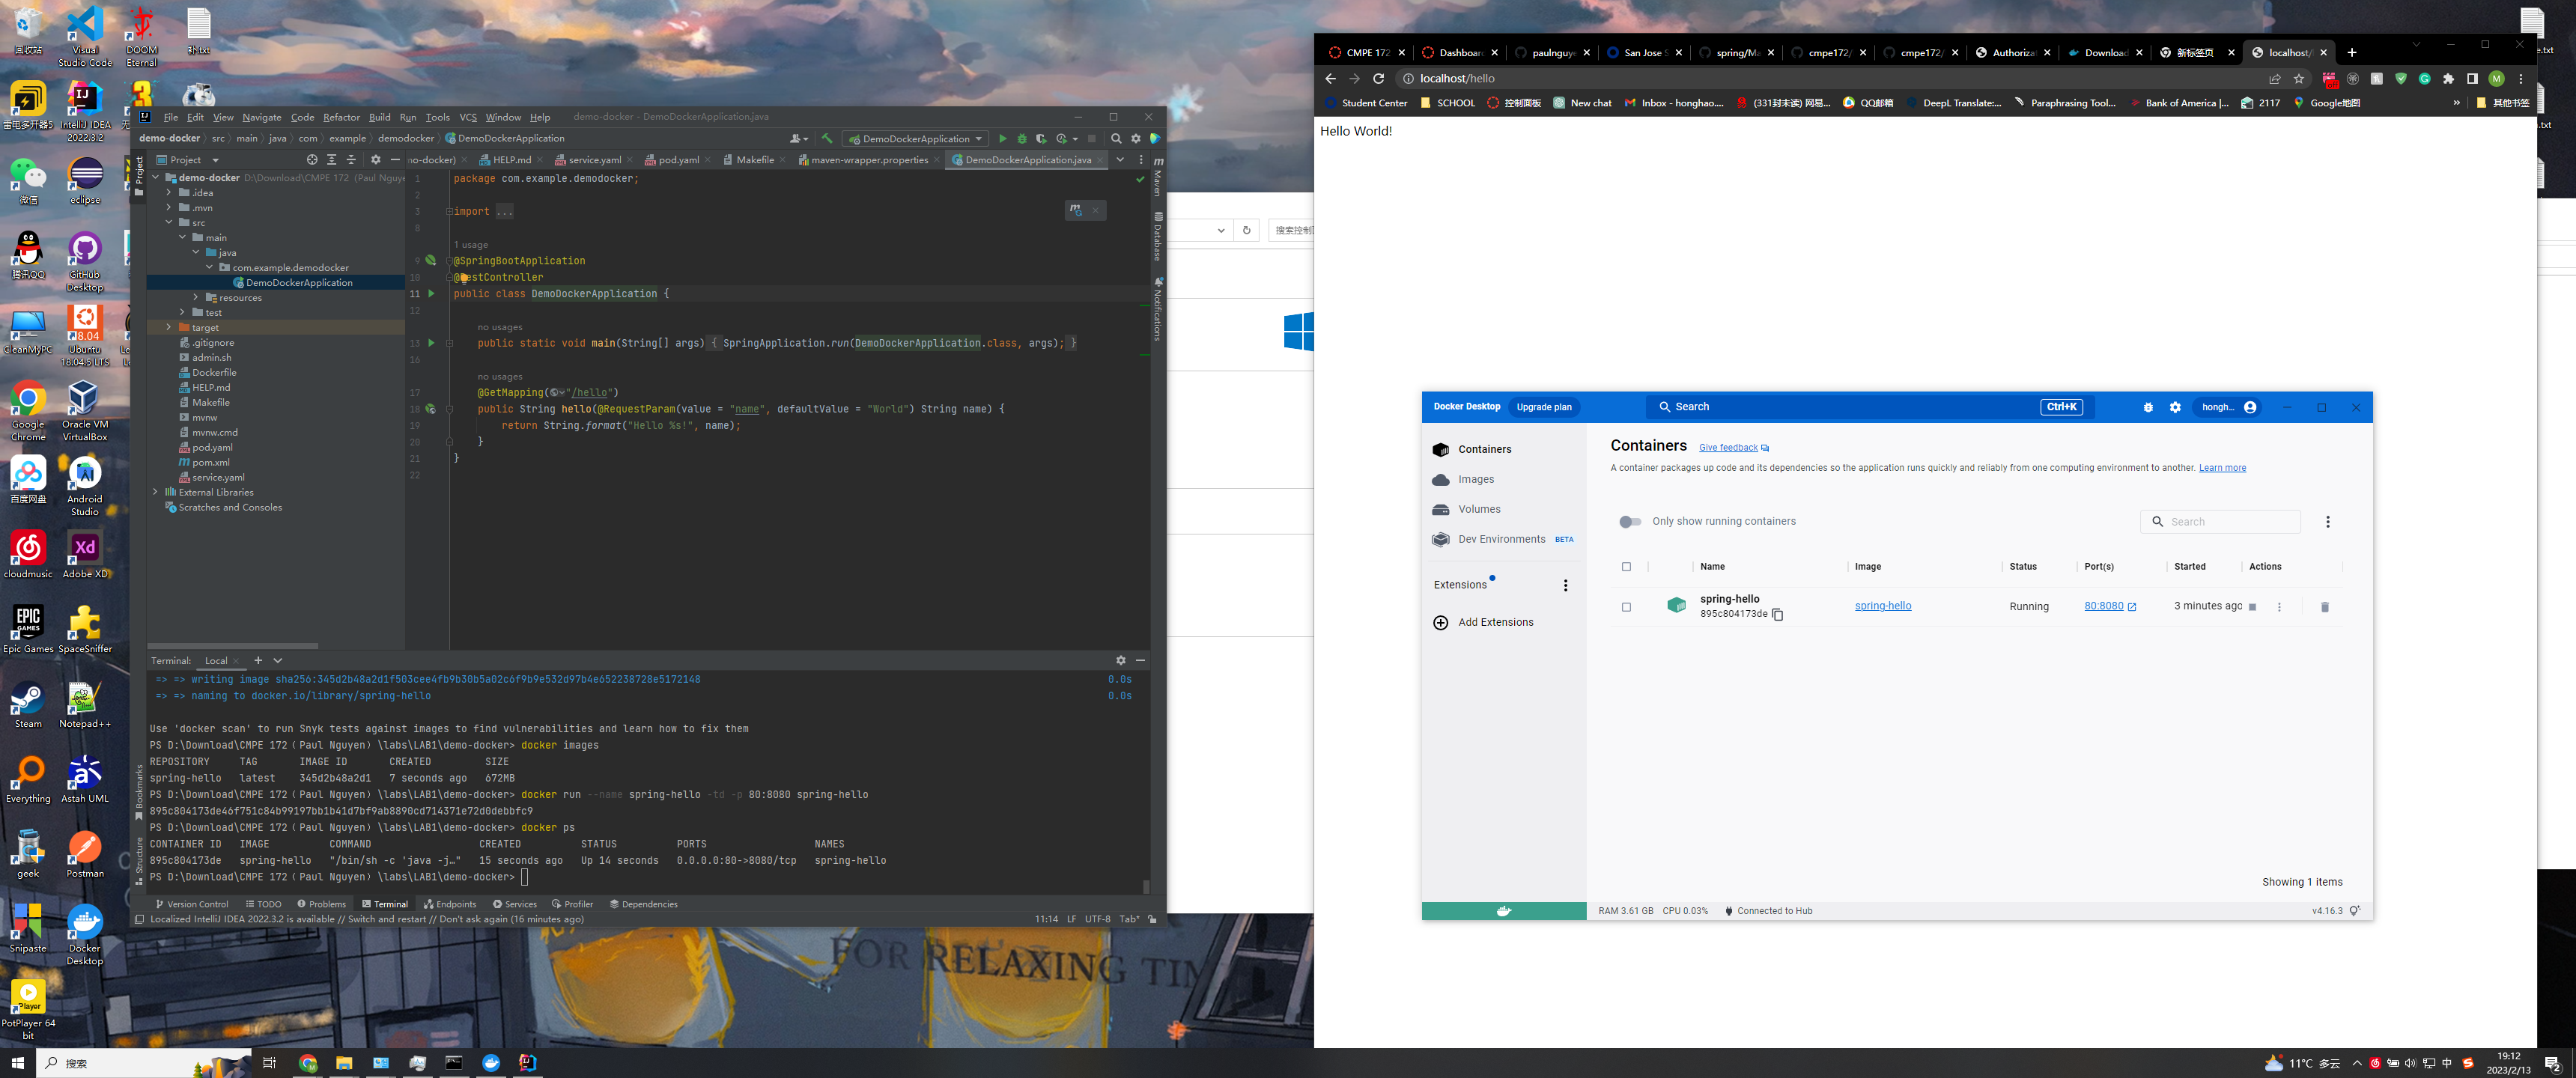 回收站
Visual Studio Code
DOOM Eternal
补.txt
雷电多开器5
IntelliJ IDEA 2022.3.2
微信
eclipse
腾讯QQ
GitHub Desktop
CleanMyPC
Ubuntu 18.04.5 LTS
Google Chrome
Oracle VM VirtualBox
百度网盘
Android Studio
cloudmusic
Adobe XD
Epic Games
SpaceSniffer
Steam
Notepad++
Everything
Astah UML
geek
Postman
Snipaste
Docker Desktop
PotPlayer 64 bit
File Edit View Navigate Code Refactor Build Run Tools VCS Window Help demo-docker - DemoDockerApplication.java
demo-docker src main java com example demodocker DemoDockerApplication
DemoDockerApplication
Project
mo-docker) HELP.md service.yaml pod.yaml Makefile maven-wrapper.properties DemoDockerApplication.java
demo-docker D:\Download\CMPE 172 (Paul Nguye
.idea
.mvn
src
main
java
com.example.demodocker
DemoDockerApplication
resources
test
target
.gitignore
admin.sh
Dockerfile
HELP.md
Makefile
mvnw
mvnw.cmd
pod.yaml
pom.xml
service.yaml
External Libraries
Scratches and Consoles
Project
Bookmarks
Structure
Maven
Database
Notifications
1 package com.example.demodocker;
2
3 import ...
8
1 usage
9 @SpringBootApplication
10 @RestController
11 public class DemoDockerApplication {
12
no usages
13 public static void main(String[] args) { SpringApplication.run(DemoDockerApplication.class, args); }
16
no usages
17 @GetMapping("/hello")
18 public String hello(@RequestParam(value = "name", defaultValue = "World") String name) {
19 return String.format("Hello %s!", name);
20 }
21 }
22
Terminal: Local
=> => writing image sha256:345d2b48a2d1f503cee4fb9b30b5a02c6f9b9e532d97b4e652238728e5172148 0.0s
=> => naming to docker.io/library/spring-hello 0.0s
Use 'docker scan' to run Snyk tests against images to find vulnerabilities and learn how to fix them
PS D:\Download\CMPE 172（Paul Nguyen）\labs\LAB1\demo-docker> docker images
REPOSITORY TAG IMAGE ID CREATED SIZE
spring-hello latest 345d2b48a2d1 7 seconds ago 672MB
PS D:\Download\CMPE 172（Paul Nguyen）\labs\LAB1\demo-docker> docker run --name spring-hello -td -p 80:8080 spring-hello
895c804173de46f751c84b99197bb1b41d7bf9ab8890cd714371e72d0debbfc9
PS D:\Download\CMPE 172（Paul Nguyen）\labs\LAB1\demo-docker> docker ps
CONTAINER ID IMAGE COMMAND CREATED STATUS PORTS NAMES
895c804173de spring-hello "/bin/sh -c 'java -j…" 15 seconds ago Up 14 seconds 0.0.0.0:80->8080/tcp spring-hello
PS D:\Download\CMPE 172（Paul Nguyen）\labs\LAB1\demo-docker>
Version Control TODO Problems Terminal Endpoints Services Profiler Dependencies
Localized IntelliJ IDEA 2022.3.2 is available // Switch and restart // Don't ask again (16 minutes ago) 11:14 LF UTF-8 Tab*
搜索控制
CMPE 172 Dashboar paulnguye San Jose S spring/Ma cmpe172/ cmpe172/ Authoriza Download 新标签页 localhost/
localhost/hello
Student Center SCHOOL 控制面板 New chat Inbox - honghao.... (331封未读) 网易... QQ邮箱 DeepL Translate:... Paraphrasing Tool... Bank of America |... 2117 Google地图 » 其他书签
Hello World!
Docker Desktop Upgrade plan Search Ctrl+K hongh...
Containers
Images
Volumes
Dev Environments BETA
Extensions
Add Extensions
Containers Give feedback
A container packages up code and its dependencies so the application runs quickly and reliably from one computing environment to another. Learn more
Only show running containers
Search
Name Image Status Port(s) Started Actions
spring-hello spring-hello Running 80:8080 3 minutes ago
895c804173de
Showing 1 items
RAM 3.61 GB CPU 0.03% Connected to Hub v4.16.3
FOR RELAXING TIM
搜索
11°C 多云
中
19:12
2023/2/13
2